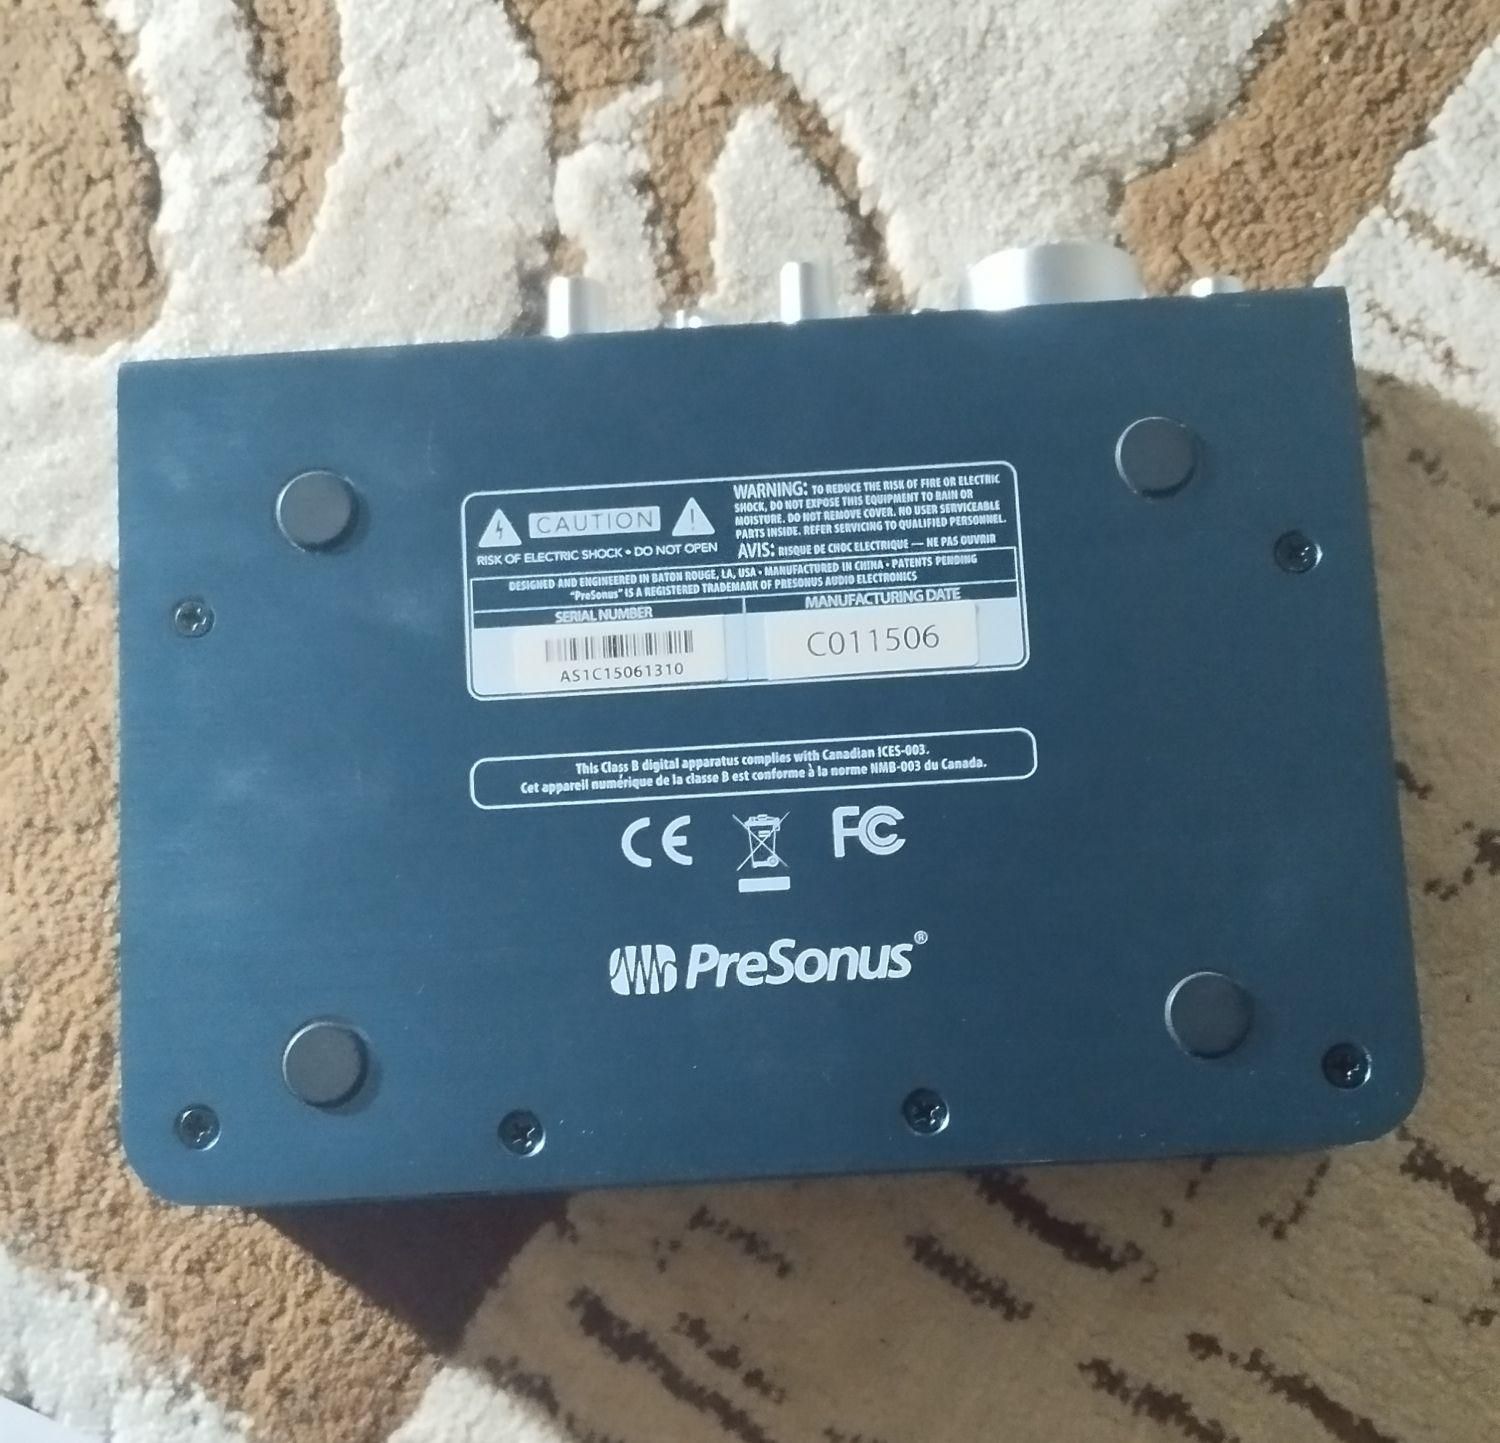 CAUTION
RISK OF ELECTRIC SHOCK • DO NOT OPEN
WARNING: TO REDUCE THE RISK OF FIRE OR ELECTRIC
SHOCK, DO NOT EXPOSE THIS EQUIPMENT TO RAIN OR
MOISTURE. DO NOT REMOVE COVER. NO USER SERVICEABLE
PARTS INSIDE. REFER SERVICING TO QUALIFIED PERSONNEL.
AVIS: RISQUE DE CHOC ELECTRIQUE — NE PAS OUVRIR
DESIGNED AND ENGINEERED IN BATON ROUGE, LA, USA • MANUFACTURED IN CHINA • PATENTS PENDING
"PreSonus" IS A REGISTERED TRADEMARK OF PRESONUS AUDIO ELECTRONICS
SERIAL NUMBER
AS1C15061310
MANUFACTURING DATE
C011506
This Class B digital apparatus complies with Canadian ICES-003.
Cet appareil numérique de la classe B est conforme à la norme NMB-003 du Canada.
CE
FC
PreSonus®